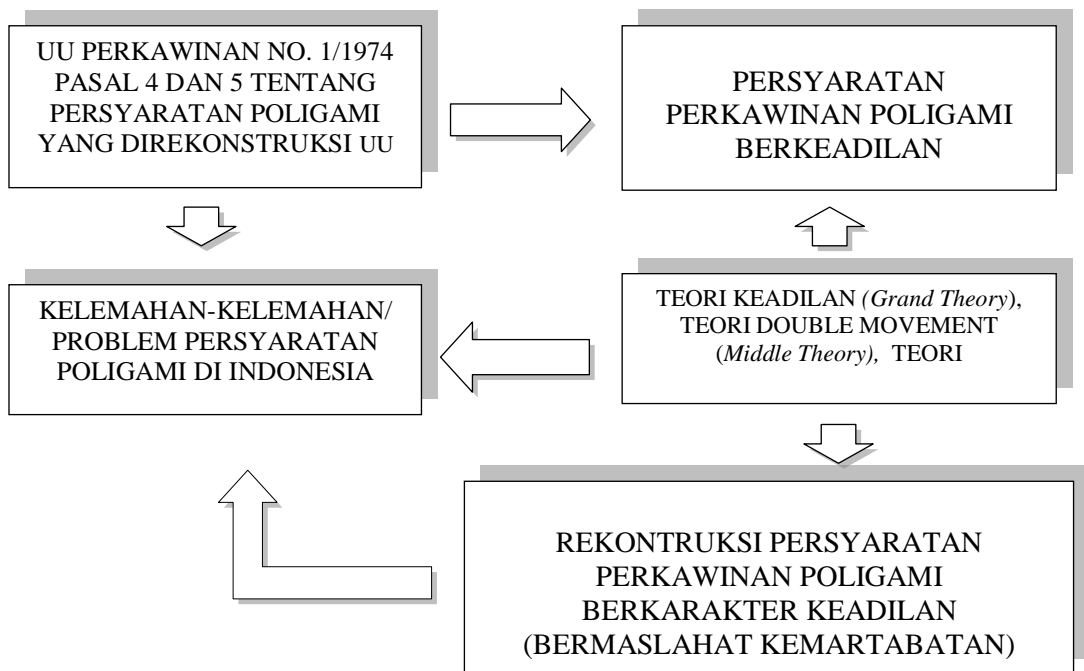 UU PERKAWINAN NO. 1/1974
PASAL 4 DAN 5 TENTANG
PERSYARATAN POLIGAMI
YANG DIREKONSTRUKSI UU
PERSYARATAN
PERKAWINAN POLIGAMI
BERKEADILAN
KELEMAHAN-KELEMAHAN/
PROBLEM PERSYARATAN
POLIGAMI DI INDONESIA
TEORI KEADILAN (Grand Theory),
TEORI DOUBLE MOVEMENT
(Middle Theory), TEORI
REKONTRUKSI PERSYARATAN
PERKAWINAN POLIGAMI
BERKARAKTER KEADILAN
(BERMASLAHAT KEMARTABATAN)